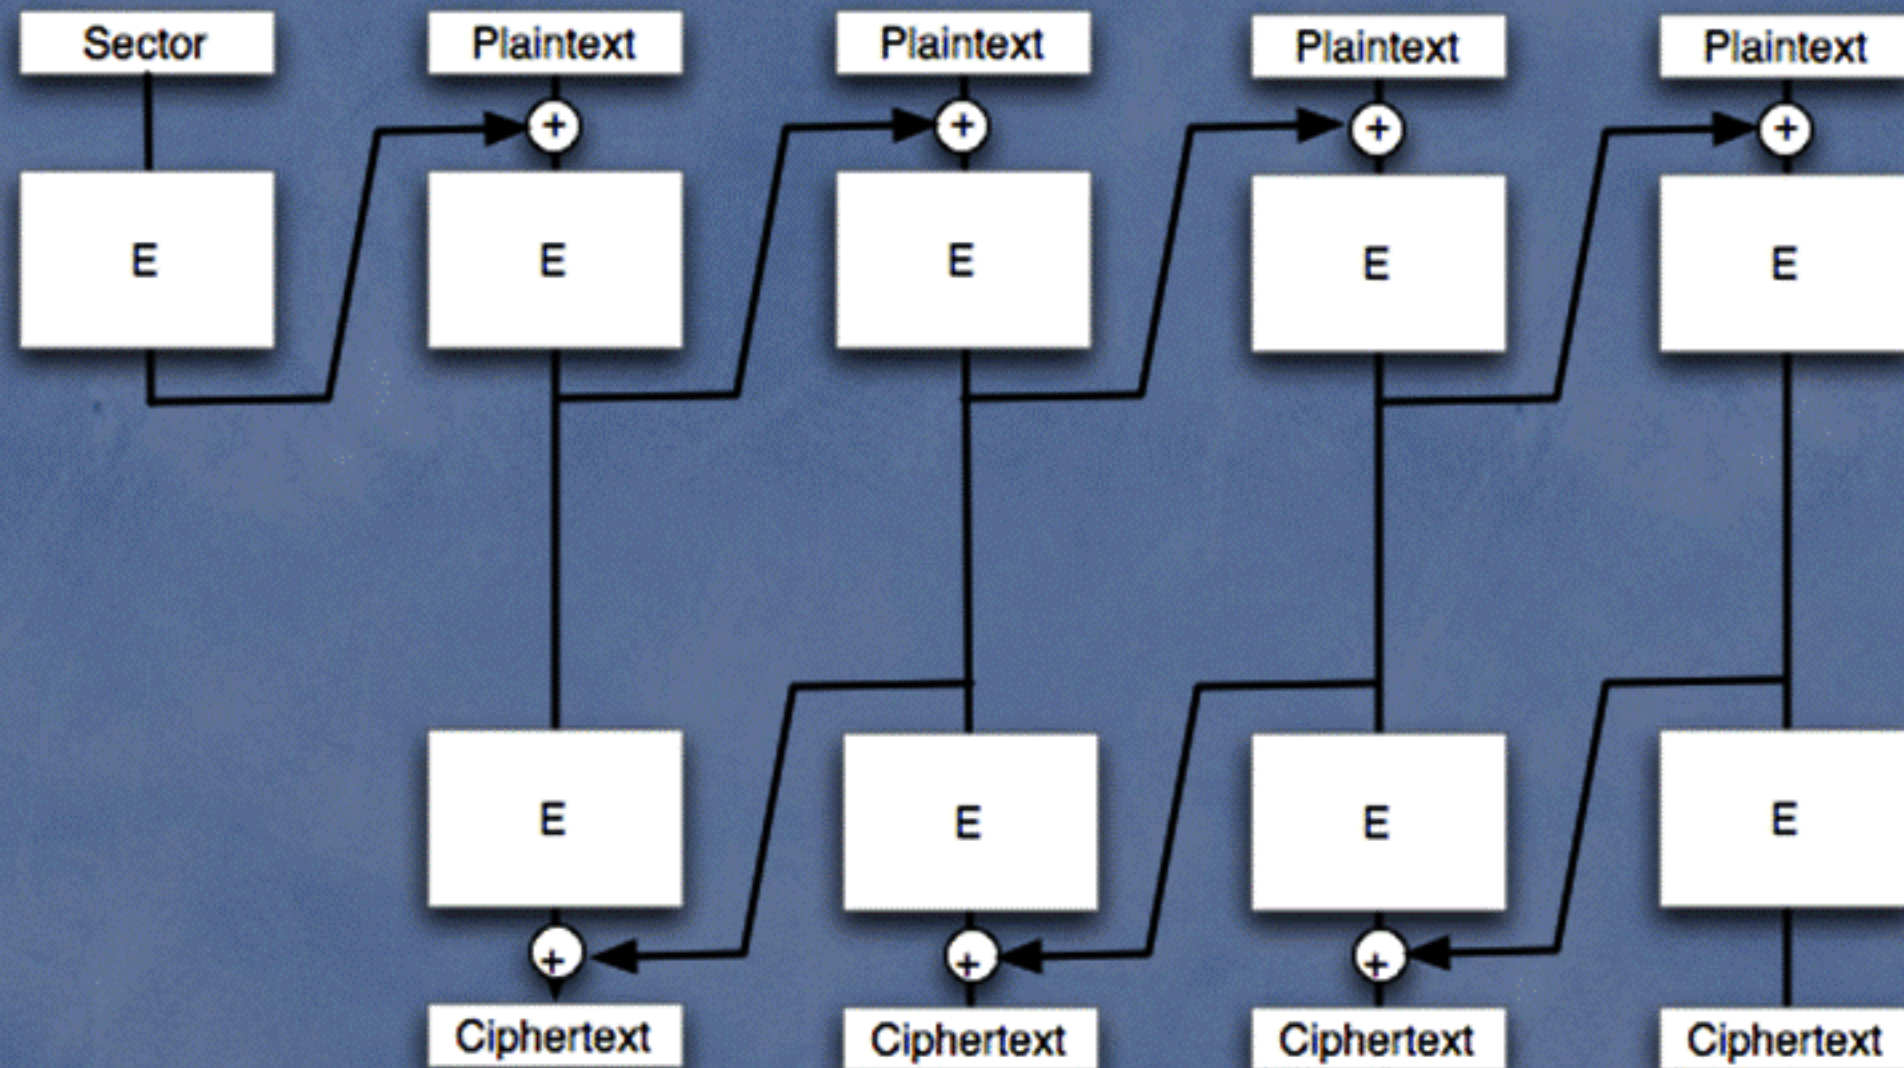 Sector Plaintext Plaintext Plaintext Plaintext
+ + + +
E E E E E
E E E E
+ + +
Ciphertext Ciphertext Ciphertext Ciphertext